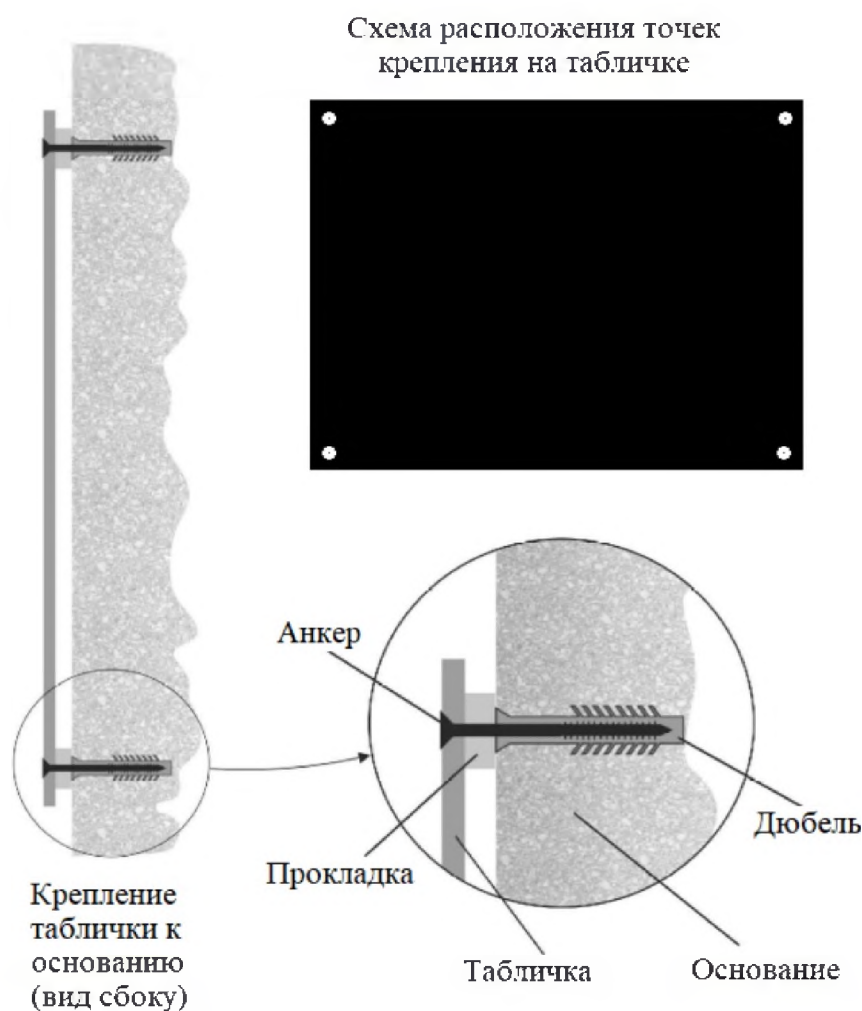 Схема расположения точек
крепления на табличке
Анкер
Дюбель
Прокладка
Крепление
таблички к
основанию
(вид сбоку)
Табличка
Основание